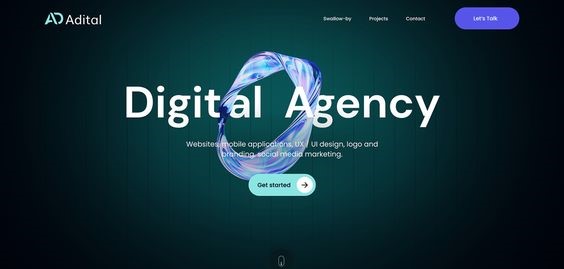 Adital
Swallow-by
Projects
Contact
Let's Talk
Digital Agency
Websites, mobile applications, UX / UI design, logo and
branding, social media marketing.
Get started